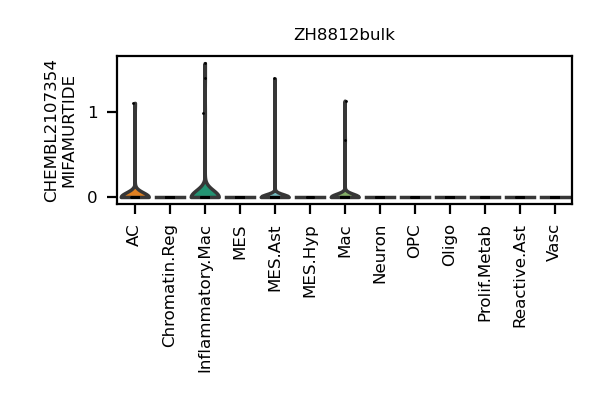 ZH8812bulk
CHEMBL2107354
MIFAMURTIDE
1
0
AC
Chromatin.Reg
Inflammatory.Mac
MES
MES.Ast
MES.Hyp
Mac
Neuron
OPC
Oligo
Prolif.Metab
Reactive.Ast
Vasc